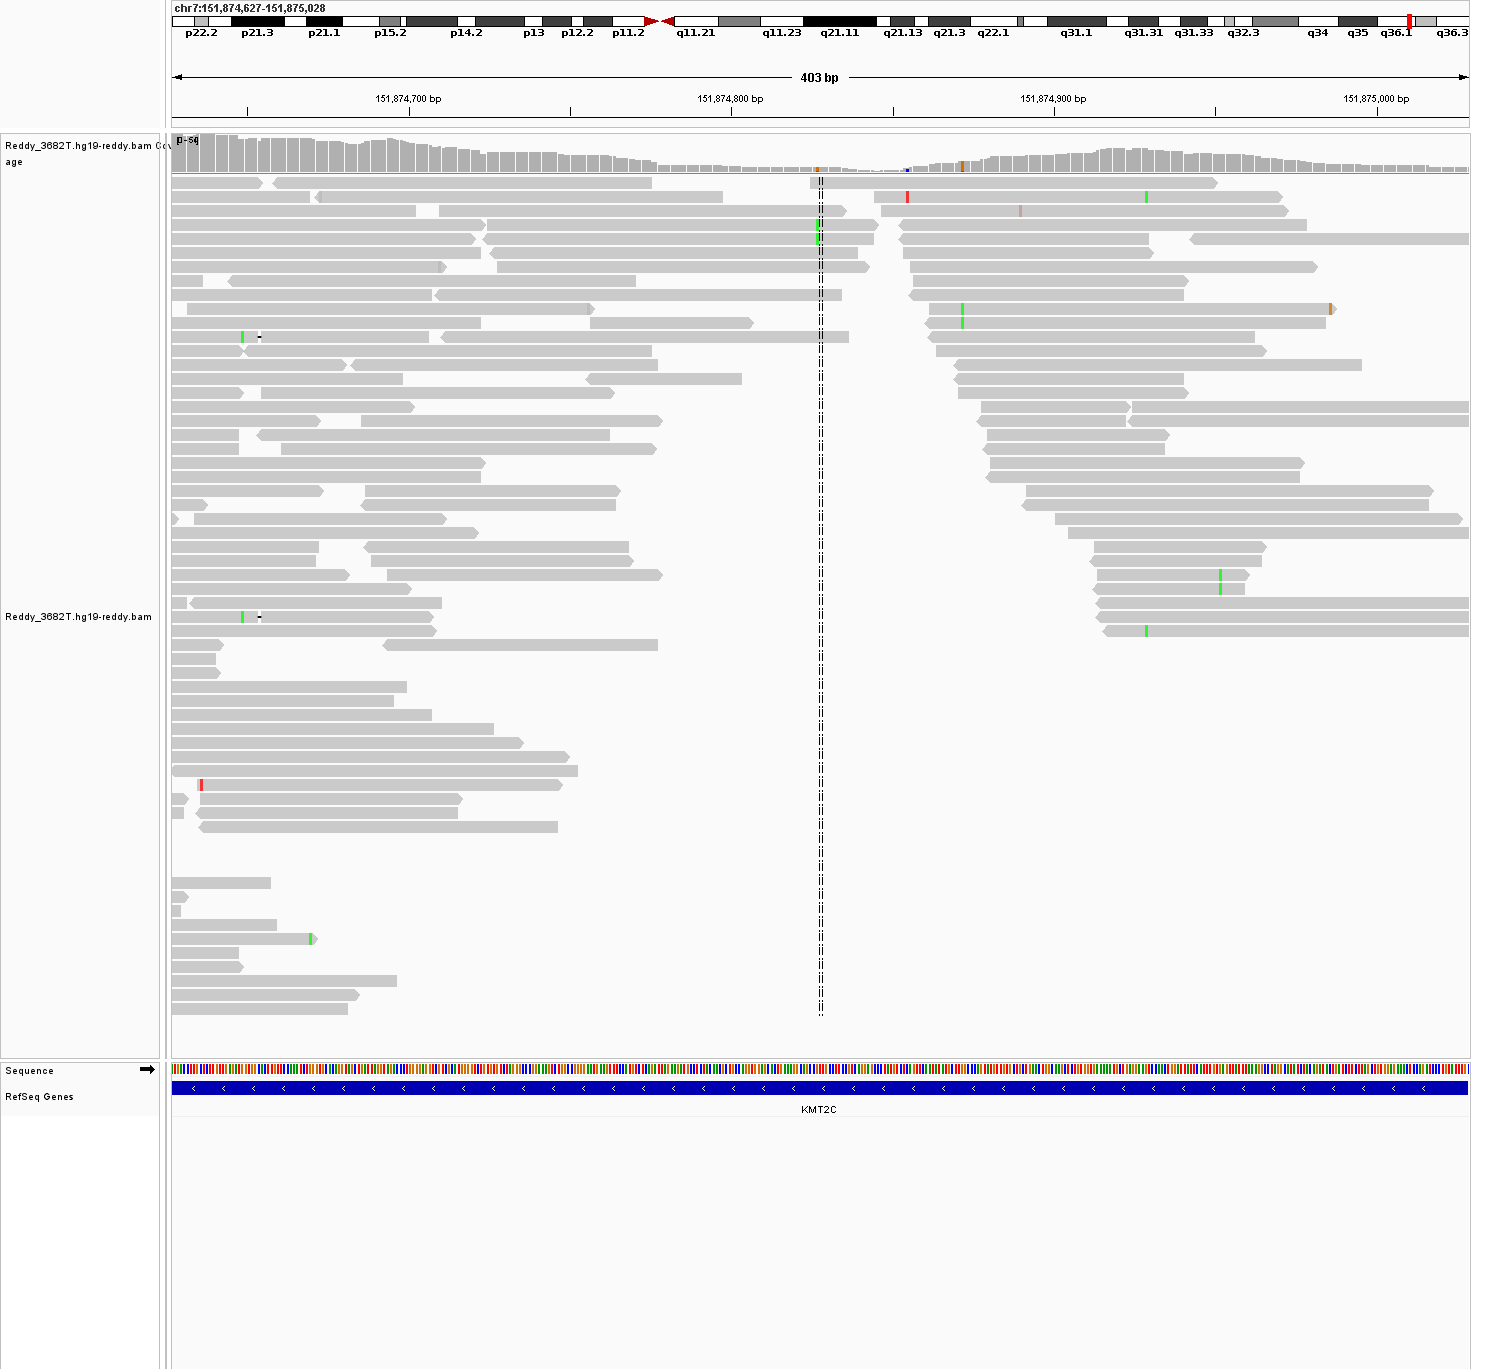 chr7:151,874,627-151,875,028
p22.2 p21.3 p21.1 p15.2 p14.2 p13 p12.2 p11.2 q11.21 q11.23 q21.11 q21.13 q21.3 q22.1 q31.1 q31.31 q31.33 q32.3 q34 q35 q36.1 q36.3
403 bp
151,874,700 bp 151,874,800 bp 151,874,900 bp 151,875,000 bp
Reddy_3682T.hg19-reddy.bam Cov
age
Reddy_3682T.hg19-reddy.bam
Sequence
RefSeq Genes
KMT2C